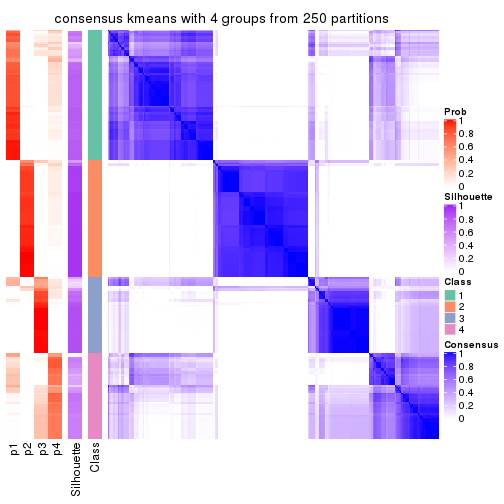 consensus kmeans with 4 groups from 250 partitions
Prob
1
0.8
0.6
0.4
0.2
0
Silhouette
1
0.8
0.6
0.4
0.2
0
Class
1
2
3
4
Consensus
1
0.8
0.6
0.4
0.2
0
p1
p2
p3
p4
Silhouette
Class